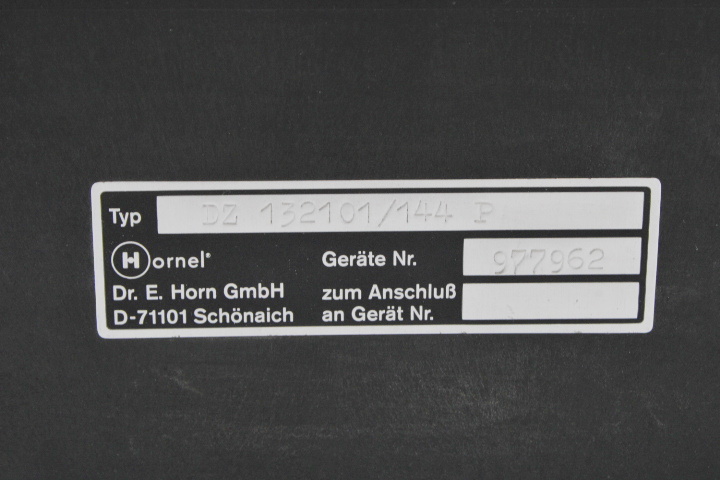 Typ DZ 132101/144 P
Hornel® Geräte Nr. 977962
Dr. E. Horn GmbH zum Anschluß
D-71101 Schönaich an Gerät Nr.